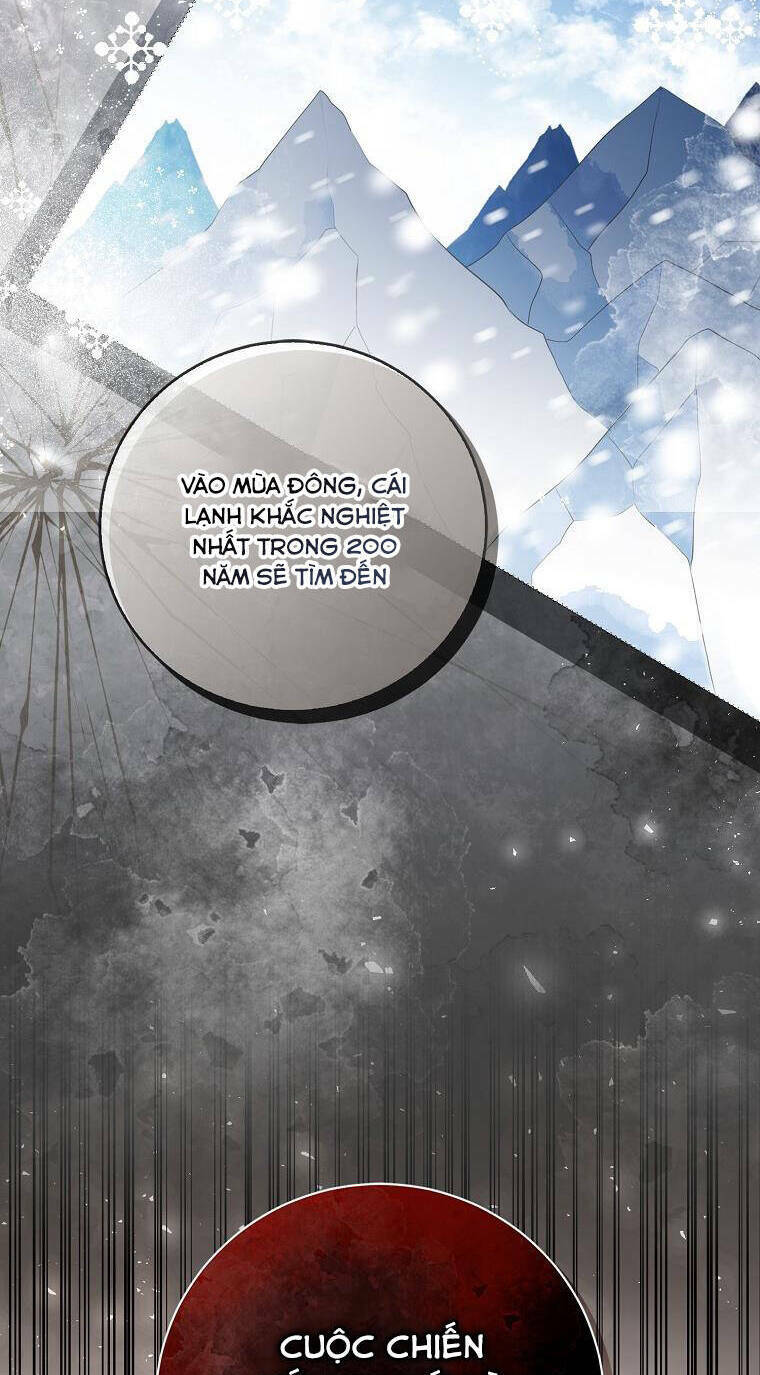 VÀO MÙA ĐÔNG, CÁI
LẠNH KHẮC NGHIỆT
NHẤT TRONG 200
NĂM SẼ TÌM ĐẾN
CUỘC CHIẾN